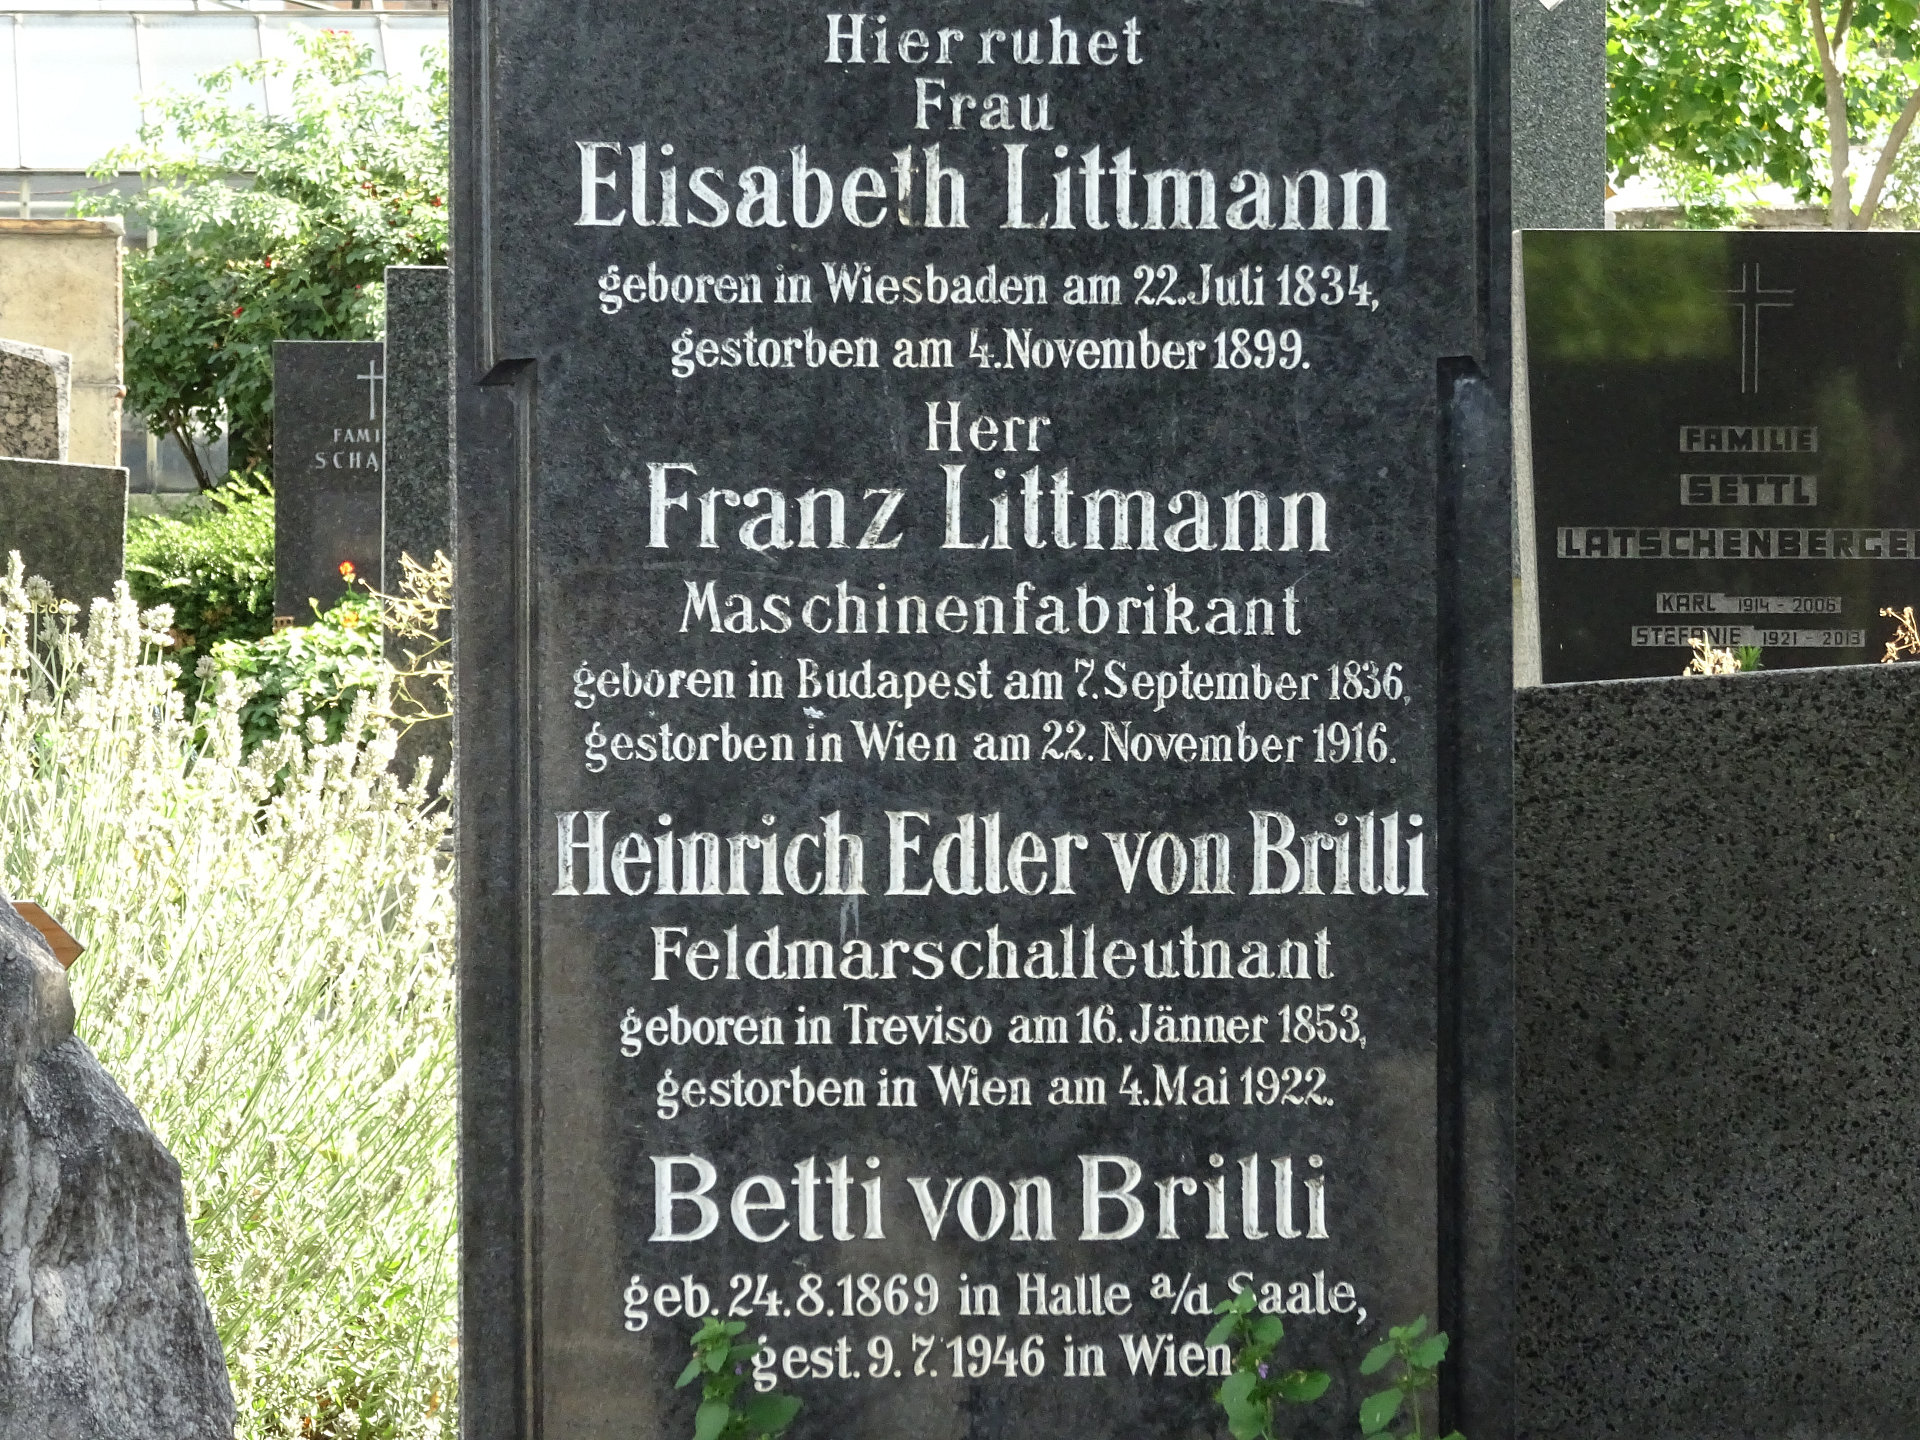 Hier ruhet
Frau
Elisabeth Littmann
geboren in Wiesbaden am 22. Juli 1834,
gestorben am 4. November 1899.
Herr
Franz Littmann
Maschinenfabrikant
geboren in Budapest am 7. September 1836,
gestorben in Wien am 22. November 1916.
Heinrich Edler von Brilli
Feldmarschalleutnant
geboren in Treviso am 16. Jänner 1853,
gestorben in Wien am 4. Mai 1922.
Betti von Brilli
geb. 24.8.1869 in Halle a/d Saale,
gest. 9.7.1946 in Wien
FAMILIE
SETTL
LATSCHENBERGE
KARL 1914 - 2006
STEFANIE 1921 - 2013
FAMI
SCHA